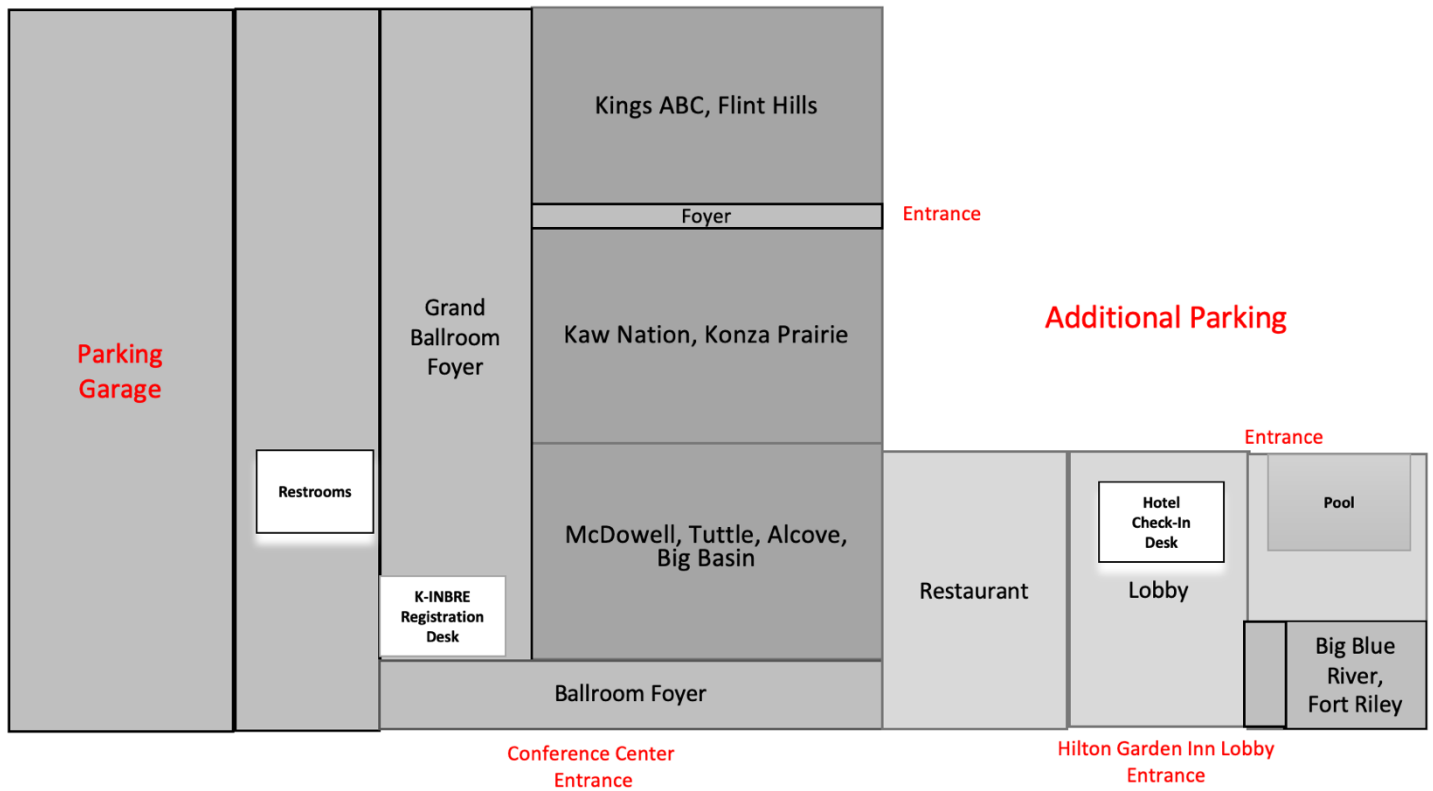 Kings ABC, Flint Hills
Foyer
Entrance
Grand
Ballroom
Foyer
Kaw Nation, Konza Prairie
Additional Parking
Parking
Garage
Entrance
Restrooms
Hotel
Check-In
Desk
Pool
McDowell, Tuttle, Alcove,
Big Basin
K-INBRE
Registration
Desk
Restaurant
Lobby
Big Blue
River,
Fort Riley
Ballroom Foyer
Conference Center
Entrance
Hilton Garden Inn Lobby
Entrance